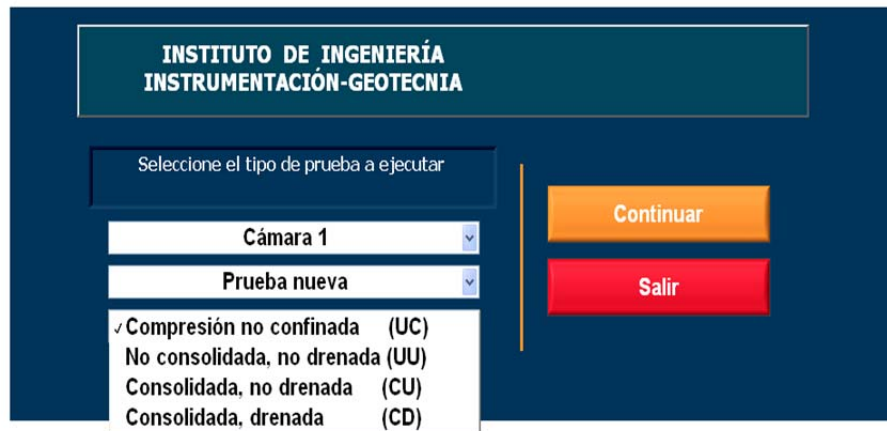 INSTITUTO DE INGENIERÍA
INSTRUMENTACIÓN-GEOTECNIA
Seleccione el tipo de prueba a ejecutar
Cámara 1
Prueba nueva
✓Compresión no confinada (UC)
No consolidada, no drenada (UU)
Consolidada, no drenada (CU)
Consolidada, drenada (CD)
Continuar
Salir